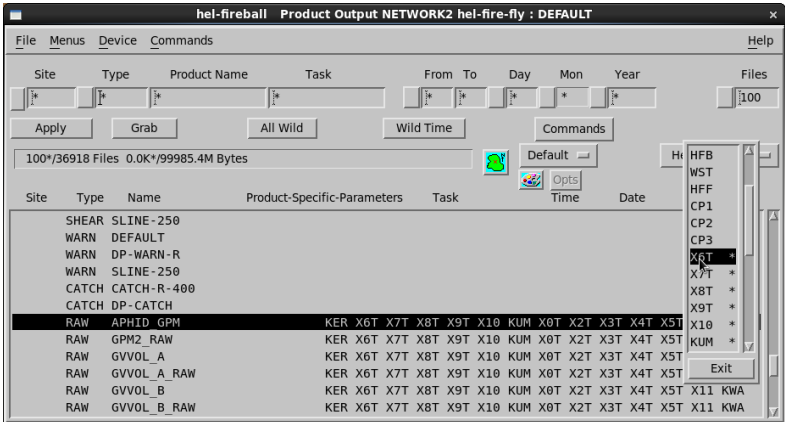 hel-fireball Product Output NETWORK2 hel-fire-fly : DEFAULT ×
File Menus Device Commands Help
Site Type Product Name Task From To Day Mon Year Files
* * * * * * * * * 100
Apply Grab All Wild Wild Time Commands
100*/36918 Files 0.0K*/99985.4M Bytes Default He
Opts
Site Type Name Product-Specific-Parameters Task Time Date
SHEAR SLINE-250
WARN DEFAULT
WARN DP-WARN-R
WARN SLINE-250
CATCH CATCH-R-400
CATCH DP-CATCH
RAW APHID_GPM KER X6T X7T X8T X9T X10 KUM X0T X2T X3T X4T X5T
RAW GPM2_RAW KER X6T X7T X8T X9T X10 KUM X0T X2T X3T X4T X5T
RAW GVVOL_A KER X6T X7T X8T X9T X10 KUM X0T X2T X3T X4T X5T
RAW GVVOL_A_RAW KER X6T X7T X8T X9T X10 KUM X0T X2T X3T X4T X5T
RAW GVVOL_B KER X6T X7T X8T X9T X10 KUM X0T X2T X3T X4T X5T X11 KWA
RAW GVVOL_B_RAW KER X6T X7T X8T X9T X10 KUM X0T X2T X3T X4T X5T X11 KWA
HFB
WST
HFF
CP1
CP2
CP3
X6T *
X7T *
X8T *
X9T *
X10 *
KUM *
Exit